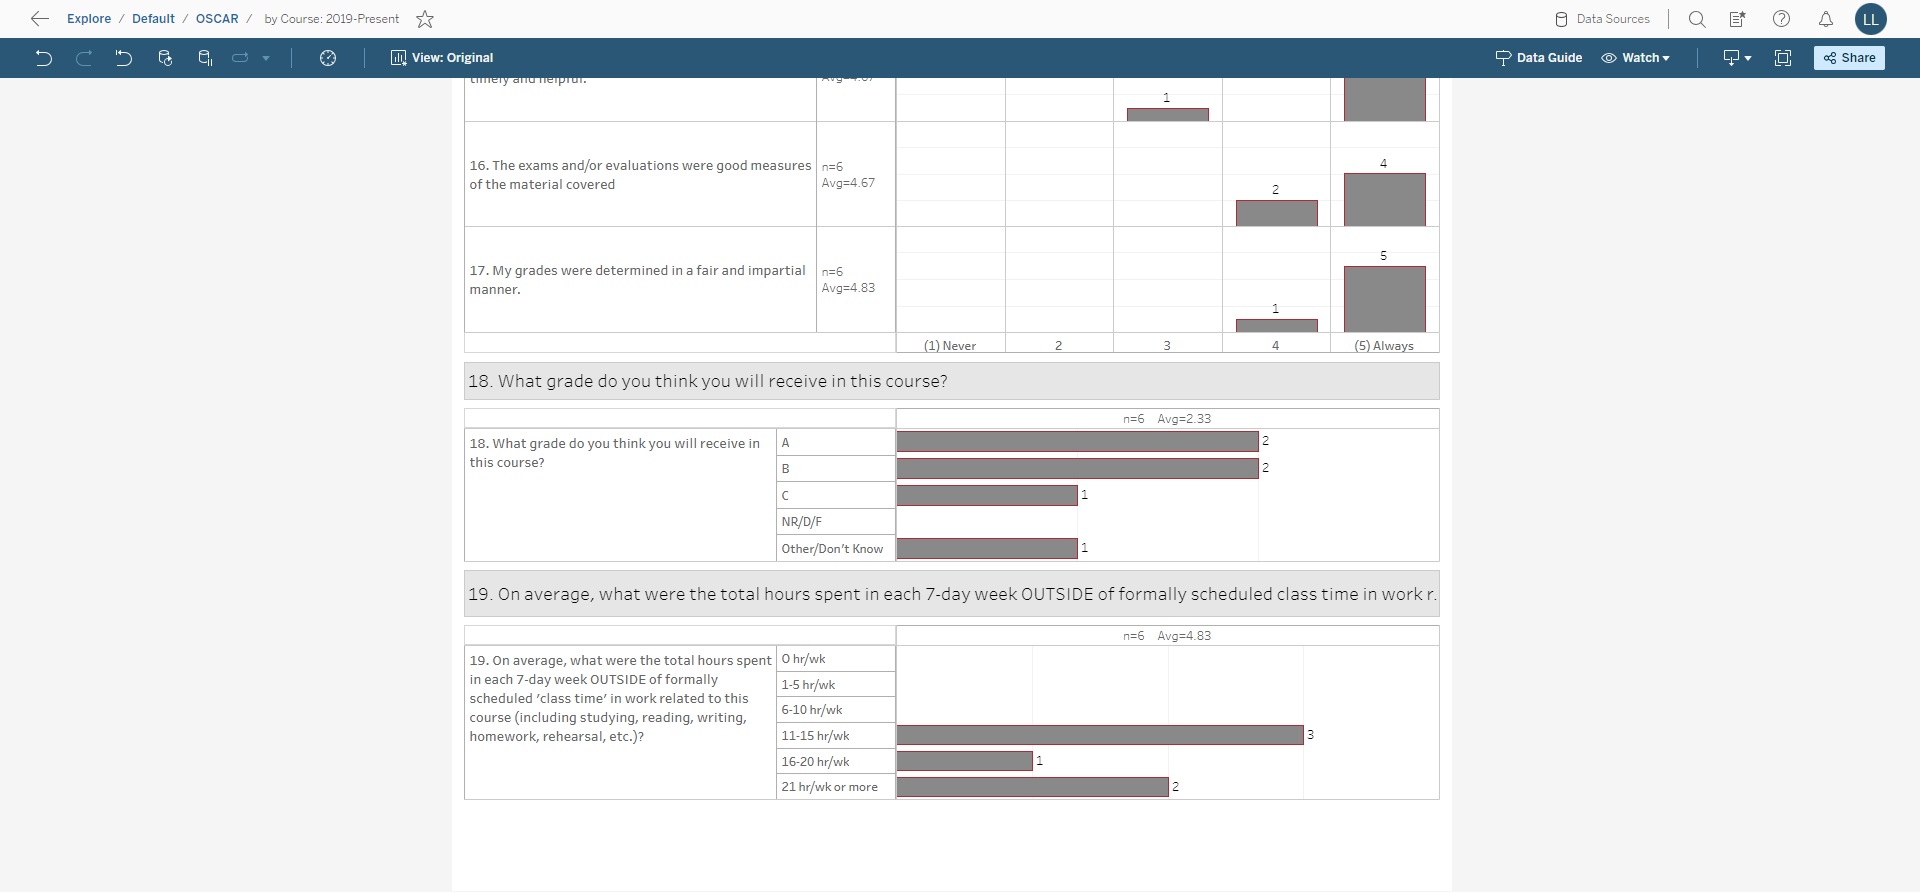 Explore / Default / OSCAR / by Course: 2019-Present
Data Sources
LL
View: Original
Data Guide
Watch
Share
timely and helpful.
Avg=4.67
1
16. The exams and/or evaluations were good measures
of the material covered
n=6
Avg=4.67
2
4
17. My grades were determined in a fair and impartial
manner.
n=6
Avg=4.83
1
5
(1) Never
2
3
4
(5) Always
18. What grade do you think you will receive in this course?
n=6 Avg=2.33
18. What grade do you think you will receive in
this course?
A
2
B
2
C
1
NR/D/F
Other/Don't Know
1
19. On average, what were the total hours spent in each 7-day week OUTSIDE of formally scheduled class time in work r.
n=6 Avg=4.83
19. On average, what were the total hours spent
in each 7-day week OUTSIDE of formally
scheduled ‘class time’ in work related to this
course (including studying, reading, writing,
homework, rehearsal, etc.)?
0 hr/wk
1-5 hr/wk
6-10 hr/wk
11-15 hr/wk
3
16-20 hr/wk
1
21 hr/wk or more
2